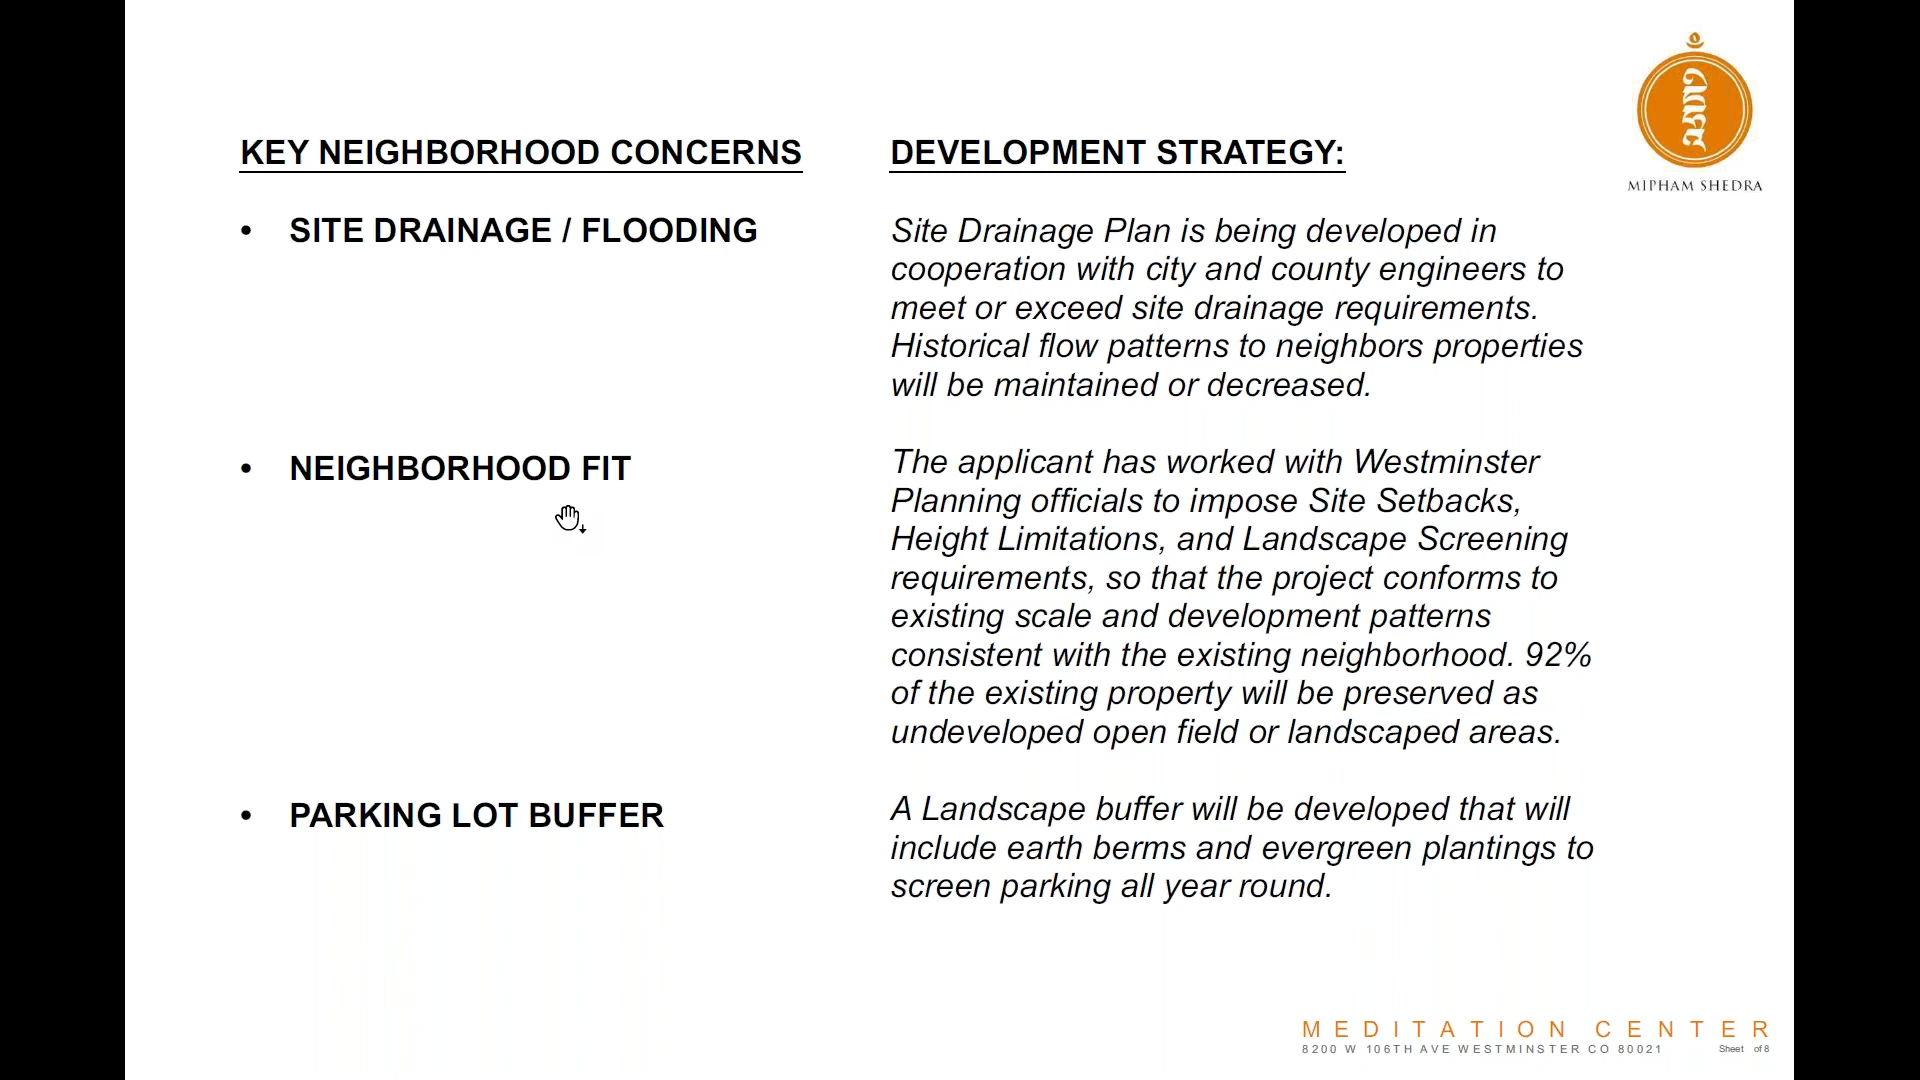 KEY NEIGHBORHOOD CONCERNS
DEVELOPMENT STRATEGY:
MIPHAM SHEDRA
• SITE DRAINAGE / FLOODING
Site Drainage Plan is being developed in
cooperation with city and county engineers to
meet or exceed site drainage requirements.
Historical flow patterns to neighbors properties
will be maintained or decreased.
• NEIGHBORHOOD FIT
The applicant has worked with Westminster
Planning officials to impose Site Setbacks,
Height Limitations, and Landscape Screening
requirements, so that the project conforms to
existing scale and development patterns
consistent with the existing neighborhood. 92%
of the existing property will be preserved as
undeveloped open field or landscaped areas.
• PARKING LOT BUFFER
A Landscape buffer will be developed that will
include earth berms and evergreen plantings to
screen parking all year round.
MEDITATION CENTER
8200 W 106TH AVE WESTMINSTER CO 80021
Sheet of 8